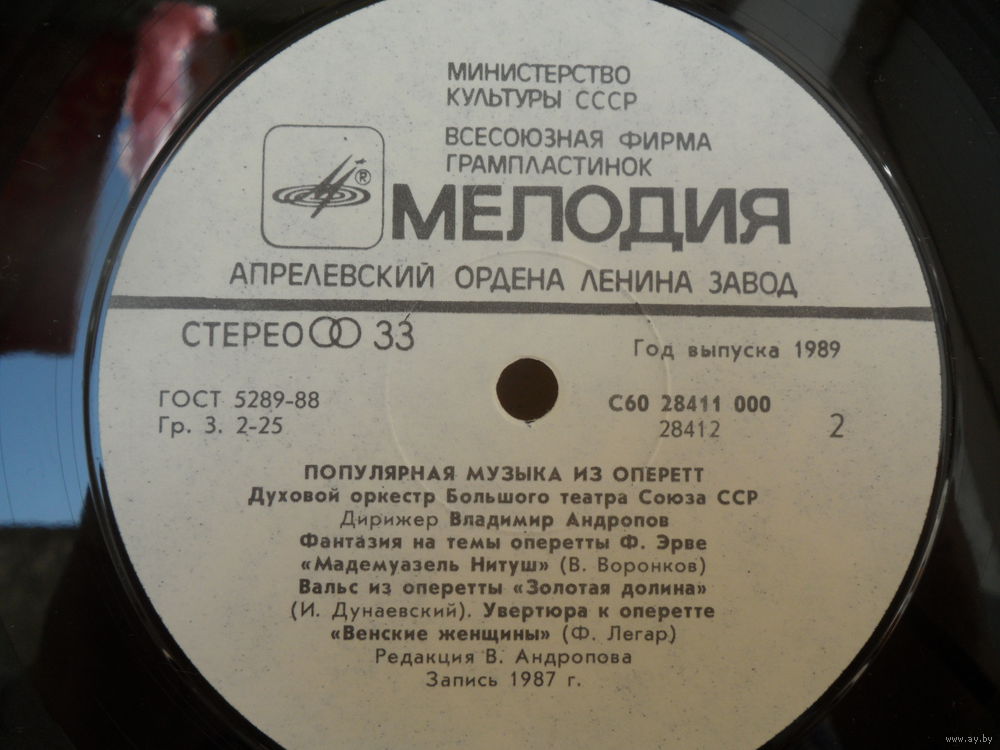 МИНИСТЕРСТВО
КУЛЬТУРЫ СССР
ВСЕСОЮЗНАЯ ФИРМА
ГРАМПЛАСТИНОК
®
МЕЛОДИЯ
АПРЕЛЕВСКИЙ ОРДЕНА ЛЕНИНА ЗАВОД
СТЕРЕО 33
Год выпуска 1989
ГОСТ 5289-88
Гр. 3. 2-25
С60 28411 000
28412
2
ПОПУЛЯРНАЯ МУЗЫКА ИЗ ОПЕРЕТТ
Духовой оркестр Большого театра Союза ССР
Дирижер Владимир Андропов
Фантазия на темы оперетты Ф. Эрве
«Мадемуазель Нитуш» (В. Воронков)
Вальс из оперетты «Золотая долина»
(И. Дунаевский). Увертюра к оперетте
«Венские женщины» (Ф. Легар)
Редакция В. Андропова
Запись 1987 г.
www.ay.by